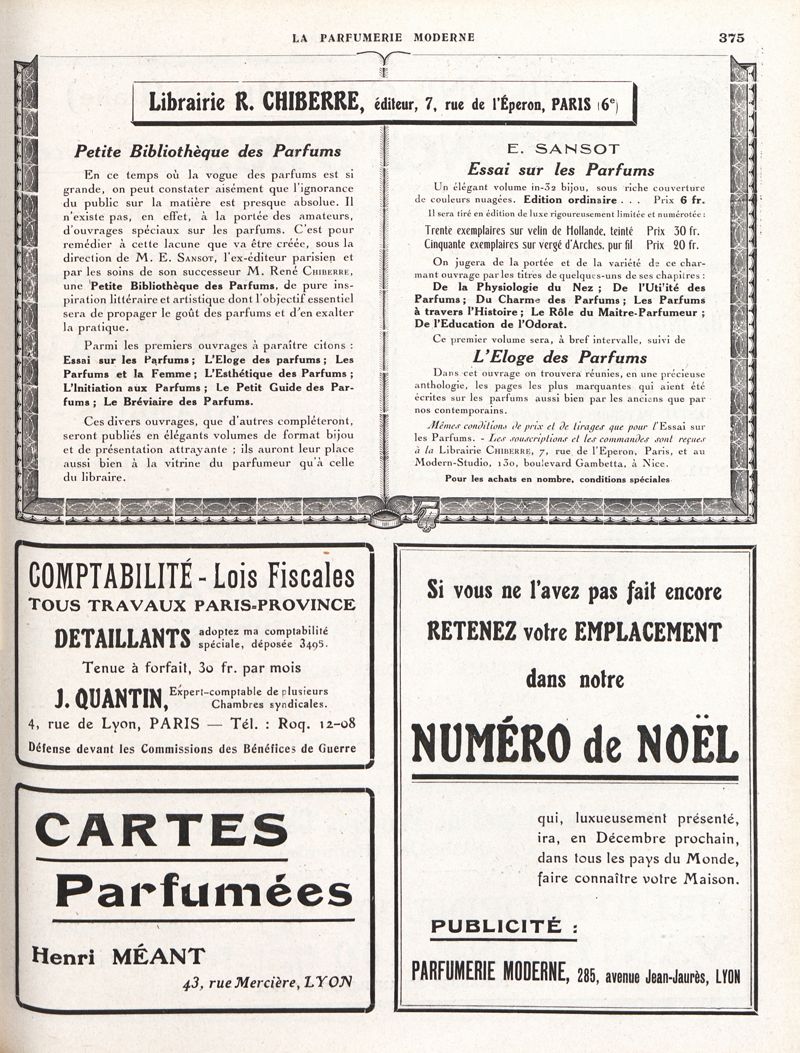 LA PARFUMERIE MODERNE
375
Librairie R. CHIBERRE, éditeur, 7, rue de l'Éperon, PARIS (6e)
Petite Bibliothèque des Parfums
En ce temps où la vogue des parfums est si
grande, on peut constater aisément que l'ignorance
du public sur la matière est presque absolue. Il
n'existe pas, en effet, à la portée des amateurs,
d'ouvrages spéciaux sur les parfums. C'est pour
remédier à cette lacune que va être créée, sous la
direction de M. E. SANSOT, l'ex-éditeur parisien et
par les soins de son successeur M. René CHIBERRE,
une Petite Bibliothèque des Parfums, de pure ins-
piration littéraire et artistique dont l'objectif essentiel
sera de propager le goût des parfums et d'en exalter
la pratique.
Parmi les premiers ouvrages à paraître citons :
Essai sur les Parfums ; L'Eloge des parfums ; Les
Parfums et la Femme ; L'Esthétique des Parfums ;
L'Initiation aux Parfums ; Le Petit Guide des Par-
fums ; Le Bréviaire des Parfums.
Ces divers ouvrages, que d'autres compléteront,
seront publiés en élégants volumes de format bijou
et de présentation attrayante ; ils auront leur place
aussi bien à la vitrine du parfumeur qu'à celle
du libraire.
E. SANSOT
Essai sur les Parfums
Un élégant volume in-32 bijou, sous riche couverture
de couleurs nuagées. Edition ordinaire . . . Prix 6 fr.
Il sera tiré en édition de luxe rigoureusement limitée et numérotée :
Trente exemplaires sur velin de Hollande, teinté Prix 30 fr.
Cinquante exemplaires sur vergé d'Arches, pur fil Prix 20 fr.
On jugera de la portée et de la variété de ce char-
mant ouvrage par les titres de quelques-uns de ses chapitres :
De la Physiologie du Nez ; De l'Utilité des
Parfums ; Du Charme des Parfums ; Les Parfums
à travers l'Histoire ; Le Rôle du Maitre-Parfumeur ;
De l'Education de l'Odorat.
Ce premier volume sera, à bref intervalle, suivi de
L'Eloge des Parfums
Dans cet ouvrage on trouvera réunies, en une précieuse
anthologie, les pages les plus marquantes qui aient été
écrites sur les parfums aussi bien par les anciens que par
nos contemporains.
Mêmes conditions de prix et de tirages que pour l'Essai sur
les Parfums. - Les souscriptions et les commandes sont reçues
à la Librairie CHIBERRE, 7, rue de l'Eperon, Paris, et au
Modern-Studio, 130, boulevard Gambetta, à Nice.
Pour les achats en nombre, conditions spéciales
COMPTABILITÉ - Lois Fiscales
TOUS TRAVAUX PARIS-PROVINCE
DETAILLANTS adoptez ma comptabilité
spéciale, déposée 3495.
Tenue à forfait, 30 fr. par mois
J. QUANTIN, Expert-comptable de plusieurs
Chambres syndicales.
4, rue de Lyon, PARIS — Tél. : Roq. 12-08
Défense devant les Commissions des Bénéfices de Guerre
CARTES
Parfumées
Henri MÉANT
43, rue Mercière, LYON
Si vous ne l'avez pas fait encore
RETENEZ votre EMPLACEMENT
dans notre
NUMÉRO de NOËL
qui, luxueusement présenté,
ira, en Décembre prochain,
dans tous les pays du Monde,
faire connaître votre Maison.
PUBLICITÉ :
PARFUMERIE MODERNE, 285, avenue Jean-Jaurès, LYON